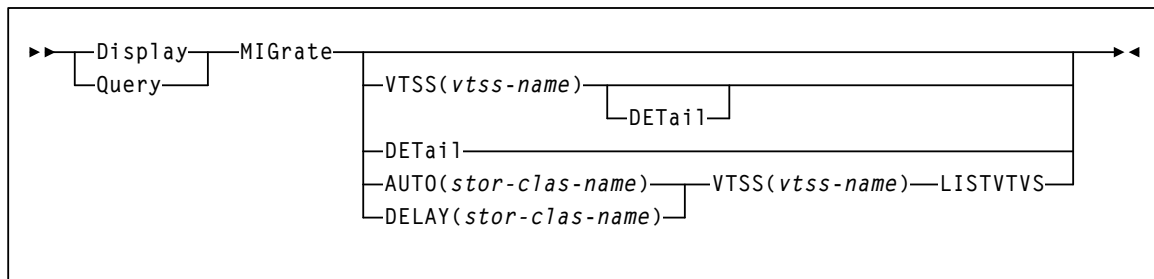 Display MIGrate
Query VTSS(vtss-name)
DETail
DETail
AUTO(stor-clas-name) VTSS(vtss-name) LISTVTVS
DELAY(stor-clas-name)